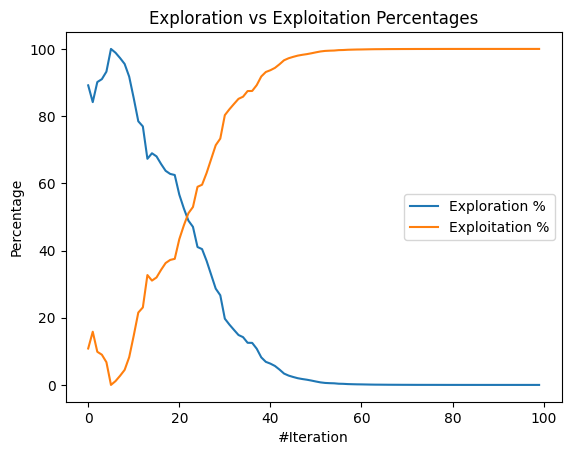 Exploration vs Exploitation Percentages
100
80
60
40
20
0
Percentage
Exploration %
Exploitation %
0 20 40 60 80 100
#Iteration